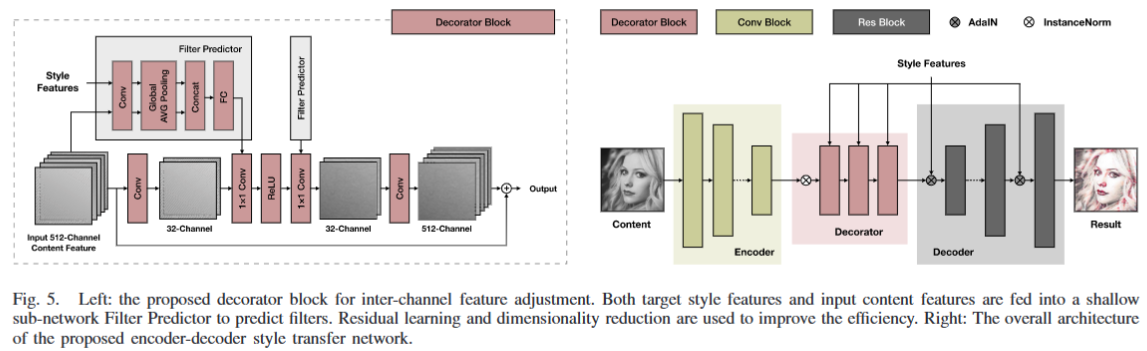 Decorator Block
Filter Predictor
Style
Features
Conv
Global
AVG Pooling
Concat
FC
Filter Predictor
Conv
1x1 Conv
ReLU
1x1 Conv
Conv
Output
Input 512-Channel
Content Feature
32-Channel
32-Channel
512-Channel
Decorator Block
Conv Block
Res Block
AdaIN
InstanceNorm
Style Features
Content
Encoder
Decorator
Decoder
Result
Fig. 5. Left: the proposed decorator block for inter-channel feature adjustment. Both target style features and input content features are fed into a shallow
sub-network Filter Predictor to predict filters. Residual learning and dimensionality reduction are used to improve the efficiency. Right: The overall architecture
of the proposed encoder-decoder style transfer network.